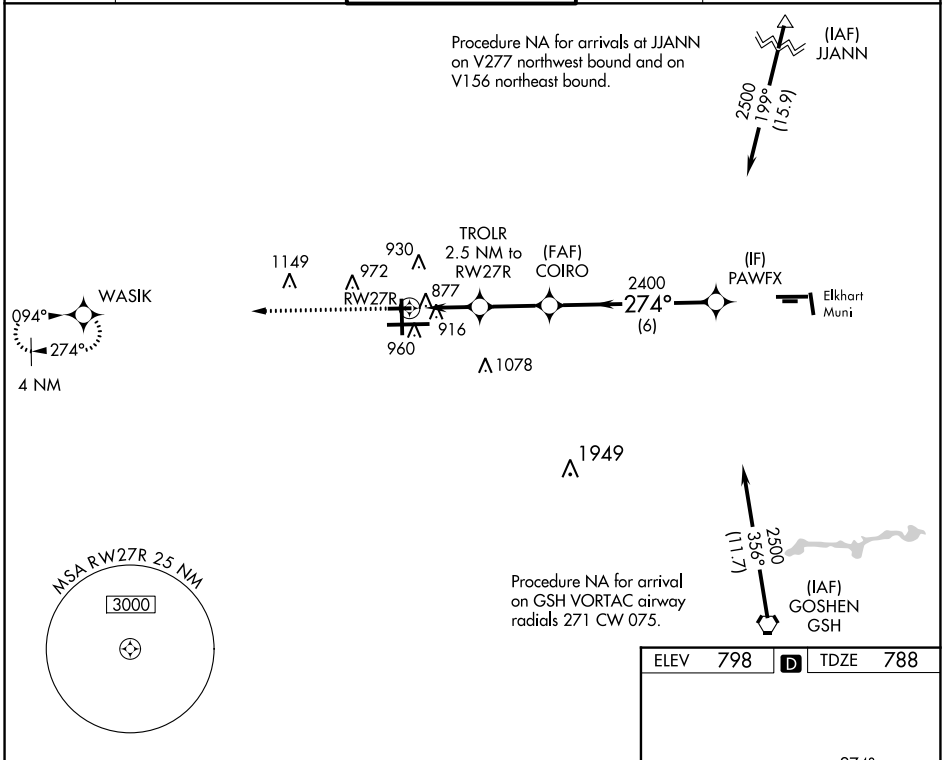 Procedure NA for arrivals at JJANN
on V277 northwest bound and on
V156 northeast bound.
(IAF)
JJANN
2500
199°
(15.9)
TROLR
2.5 NM to
RW27R
(FAF)
COIRO
(IF)
PAWFX
930
1149
972
877
RW27R
916
960
2400
274°
(6)
Elkhart
Muni
WASIK
094°
274°
4 NM
1078
1949
2500
356°
(11.7)
MSA RW27R 25 NM
3000
Procedure NA for arrival
on GSH VORTAC airway
radials 271 CW 075.
(IAF)
GOSHEN
GSH
ELEV 798 D TDZE 788